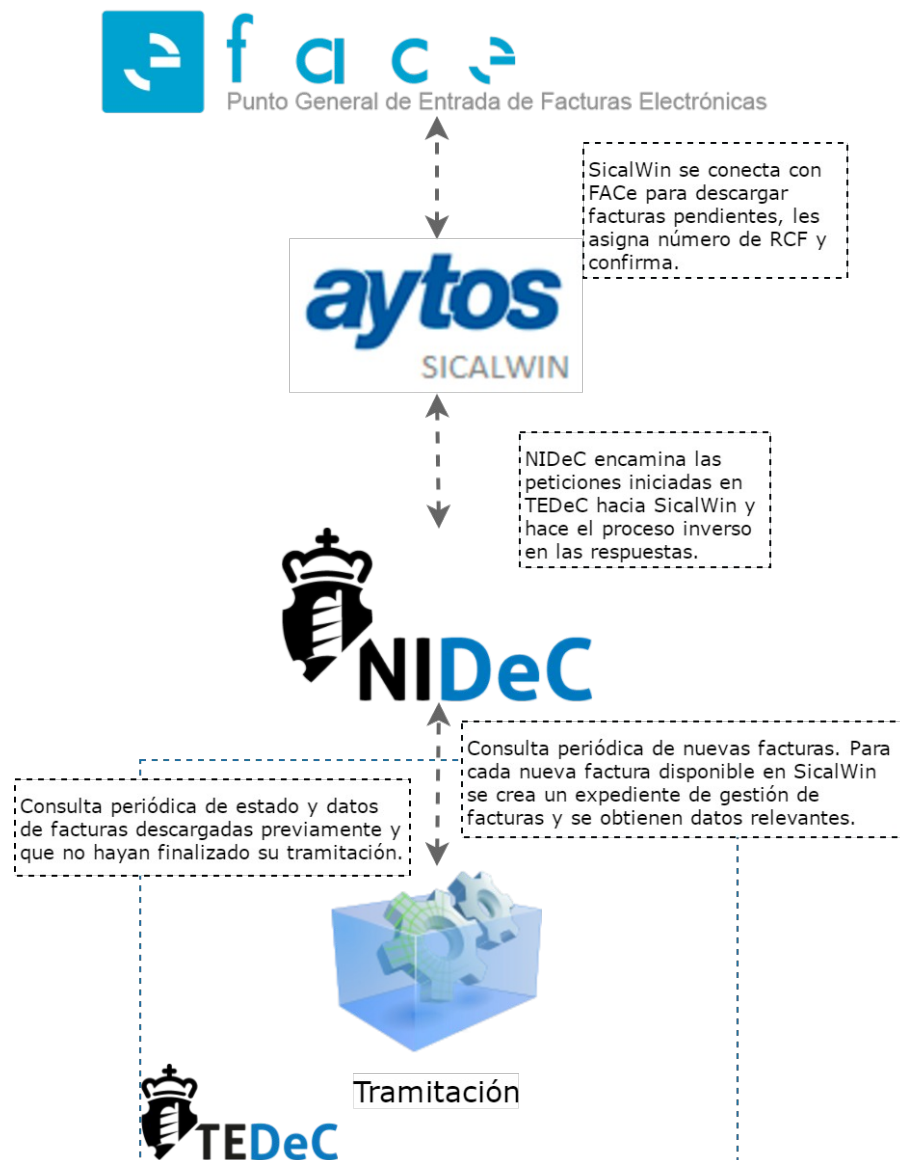 face
Punto General de Entrada de Facturas Electrónicas
SicalWin se conecta con
FACe para descargar
facturas pendientes, les
asigna número de RCF y
confirma.
aytos
SICALWIN
NIDeC encamina las
peticiones iniciadas en
TEDeC hacia SicalWin y
hace el proceso inverso
en las respuestas.
NIDeC
Consulta periódica de nuevas facturas. Para
cada nueva factura disponible en SicalWin
se crea un expediente de gestión de
facturas y se obtienen datos relevantes.
Consulta periódica de estado y datos
de facturas descargadas previamente y
que no hayan finalizado su tramitación.
Tramitación
TEDeC